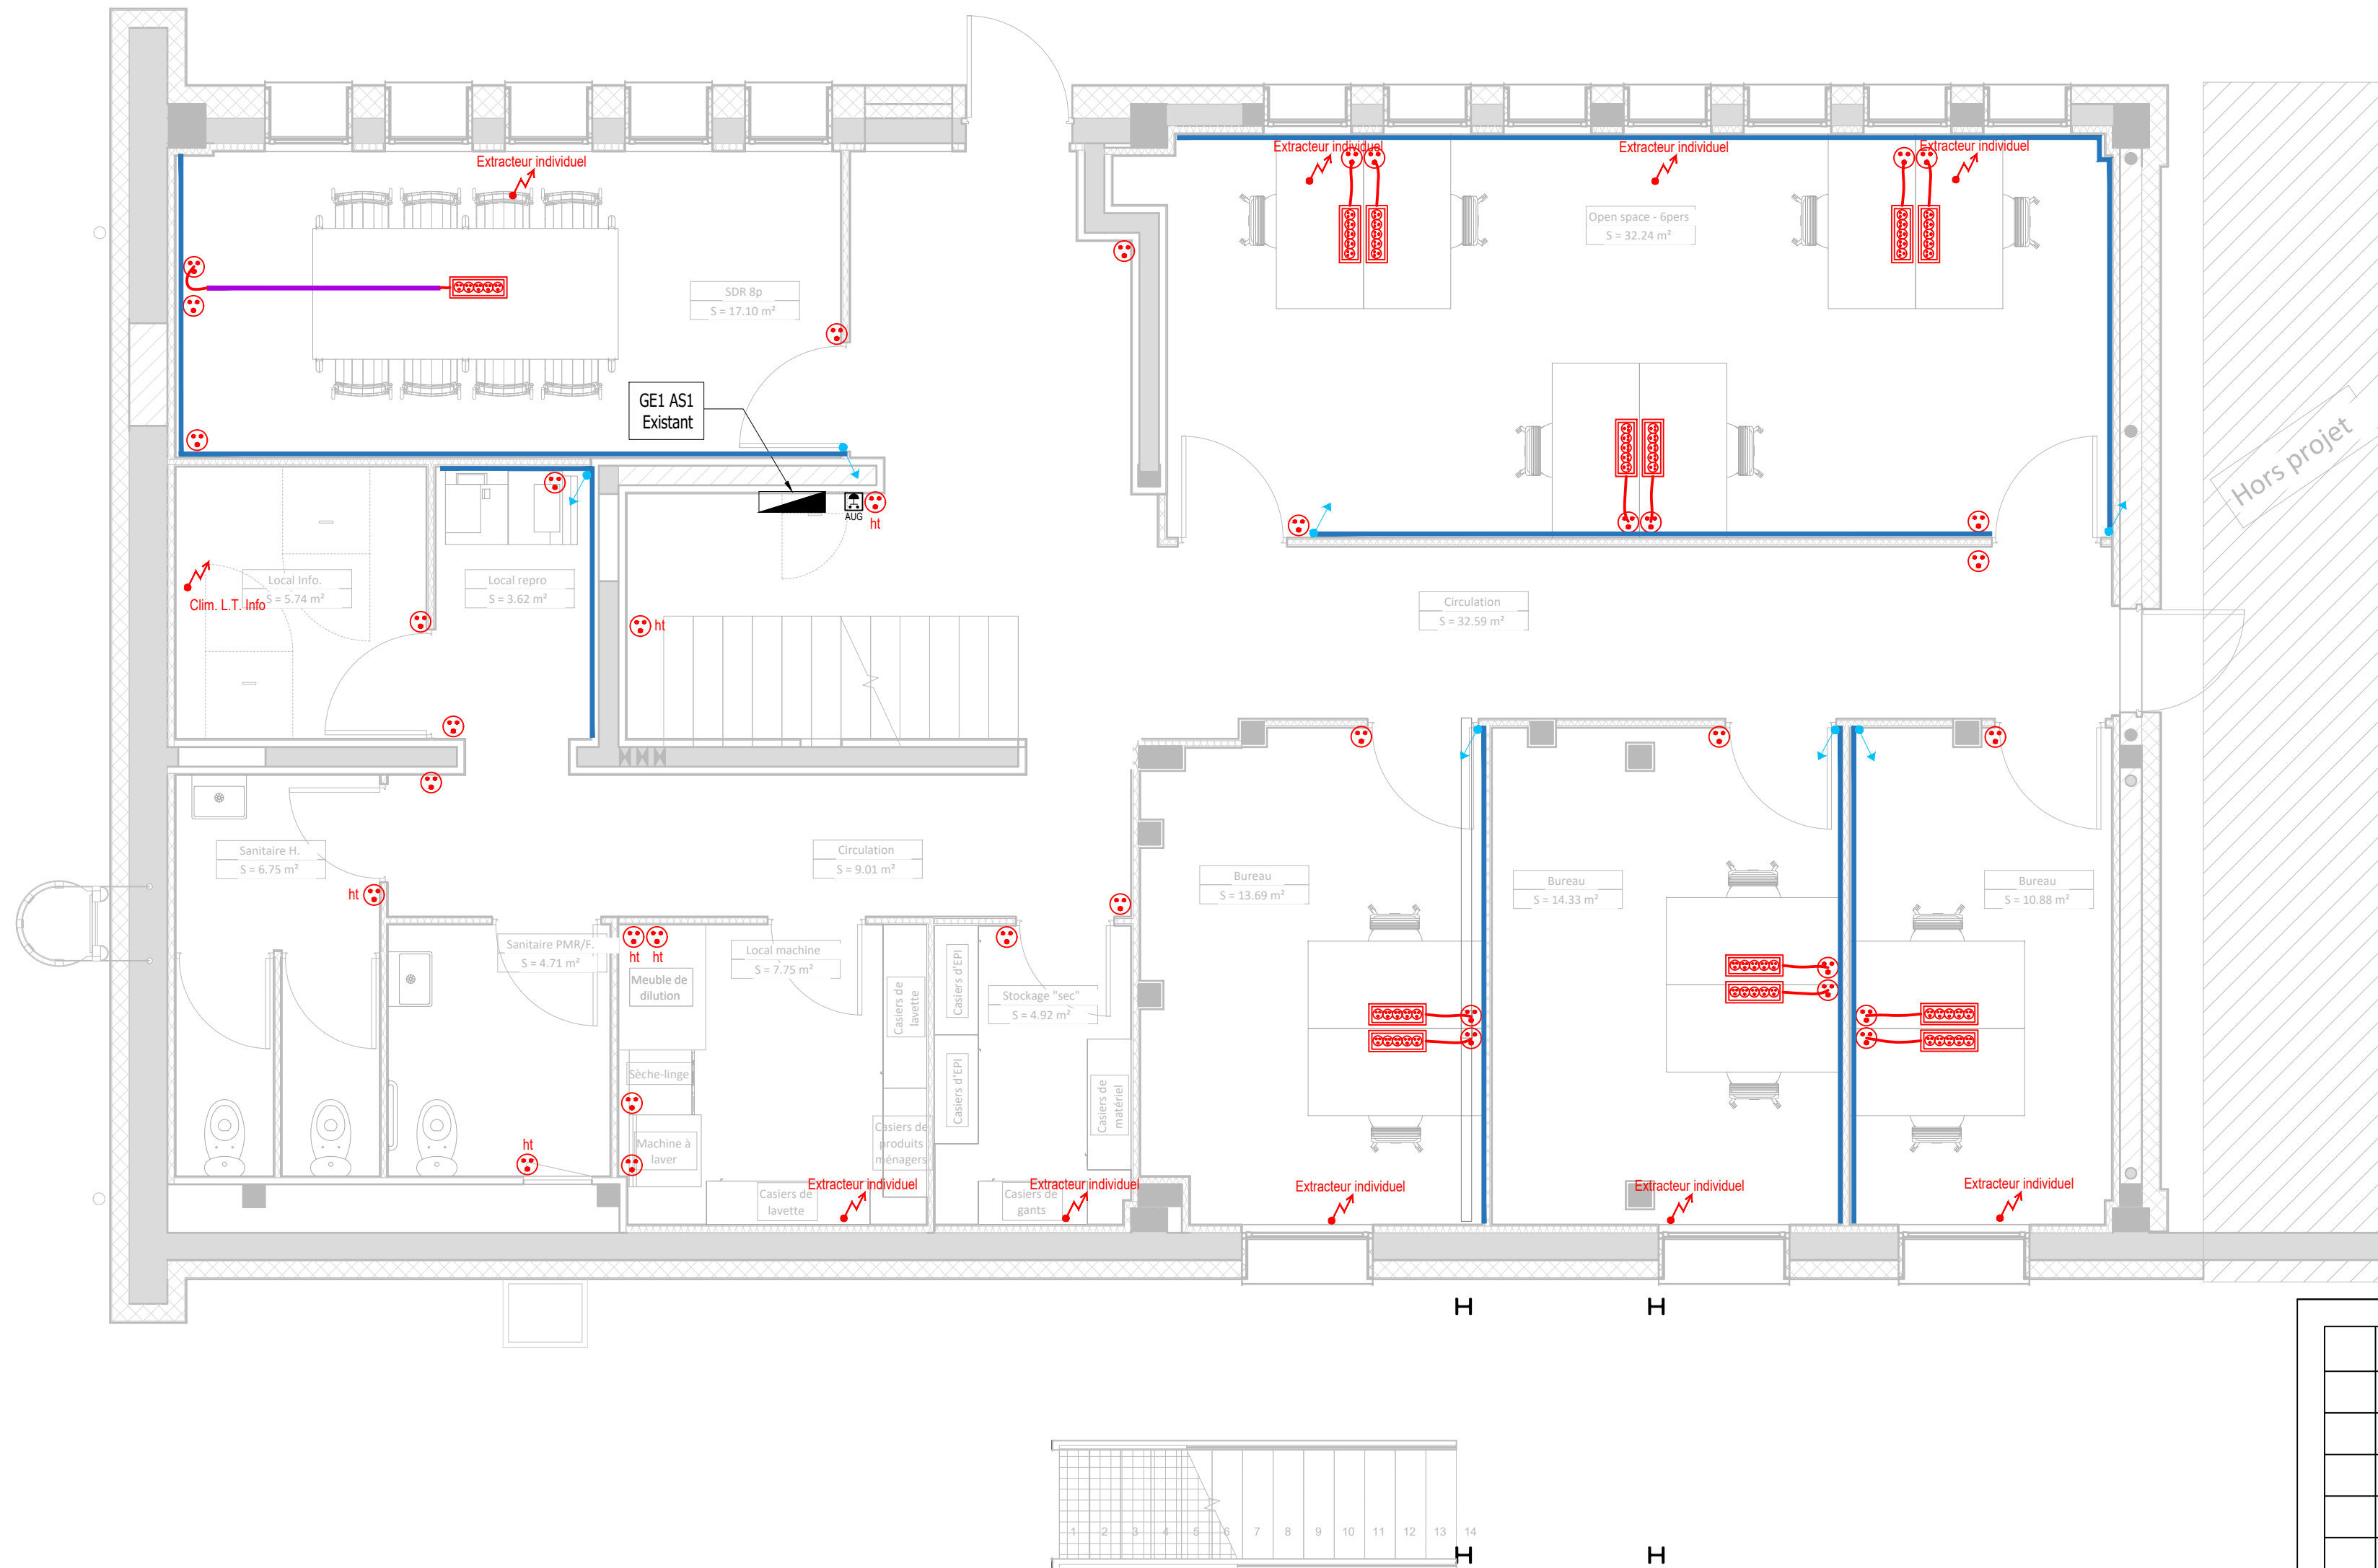 Extracteur individuel
Extracteur individuel
Extracteur individuel
Extracteur individuel
Open space - 6pers
S = 32.24 m²
SDR 8p
S = 17.10 m²
GE1 AS1
Existant
AUG
ht
Hors projet
Local Info.
S = 5.74 m²
Clim. L.T. Info
Local repro
S = 3.62 m²
ht
Circulation
S = 32.59 m²
Sanitaire H.
S = 6.75 m²
Circulation
S = 9.01 m²
Bureau
S = 13.69 m²
Bureau
S = 14.33 m²
Bureau
S = 10.88 m²
ht
Sanitaire PMR/F.
S = 4.71 m²
ht
ht
Local machine
S = 7.75 m²
Meuble de
dilution
Casiers de
lavette
Casiers d'EPI
Stockage "sec"
S = 4.92 m²
Sèche-linge
Casiers d'EPI
Casiers de
matériel
Machine à
laver
Casiers de
produits
ménagers
ht
Extracteur individuel
Extracteur individuel
Extracteur individuel
Extracteur individuel
Extracteur individuel
Casiers de
lavette
Casiers de
gants
H
H
1 2 3 4 5 6 7 8 9 10 11 12 13 14
H
H